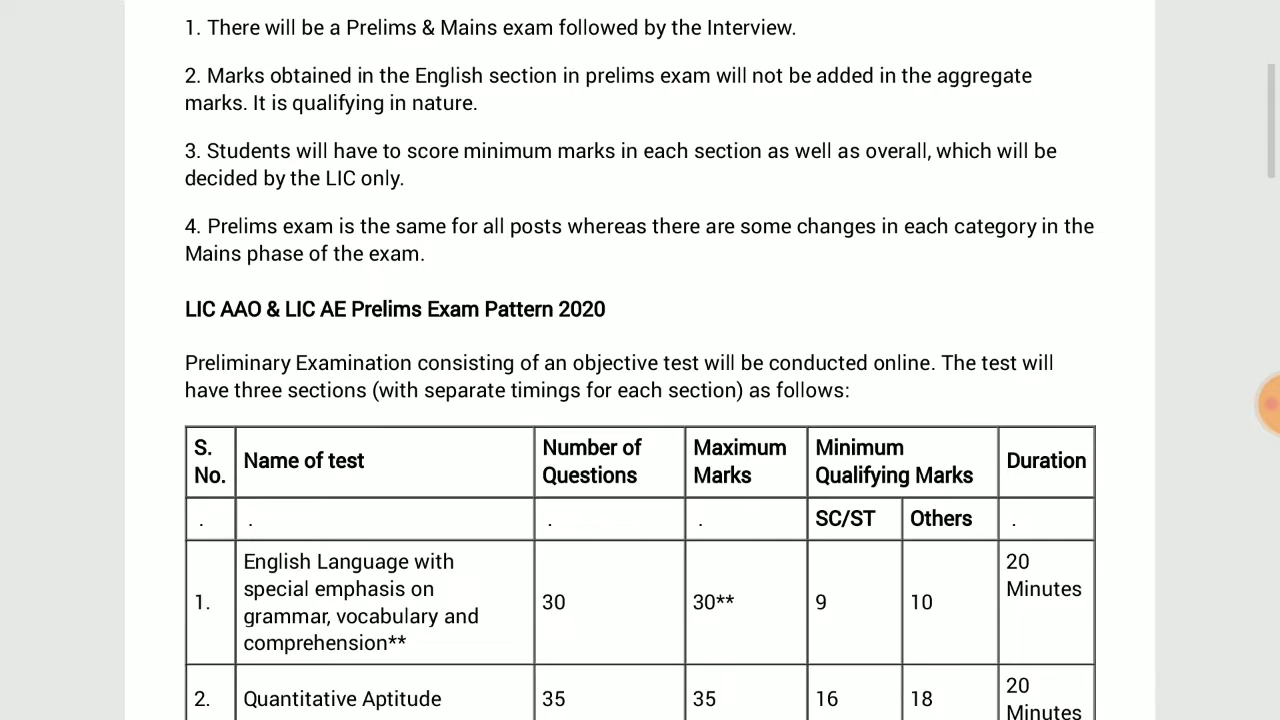 1. There will be a Prelims & Mains exam followed by the Interview.
2. Marks obtained in the English section in prelims exam will not be added in the aggregate
marks. It is qualifying in nature.
3. Students will have to score minimum marks in each section as well as overall, which will be
decided by the LIC only.
4. Prelims exam is the same for all posts whereas there are some changes in each category in the
Mains phase of the exam.
LIC AAO & LIC AE Prelims Exam Pattern 2020
Preliminary Examination consisting of an objective test will be conducted online. The test will
have three sections (with separate timings for each section) as follows:
S. No. Name of test Number of Questions Maximum Marks Minimum Qualifying Marks Duration
. . . . SC/ST Others .
1. English Language with special emphasis on grammar, vocabulary and comprehension** 30 30** 9 10 20 Minutes
2. Quantitative Aptitude 35 35 16 18 20 Minutes